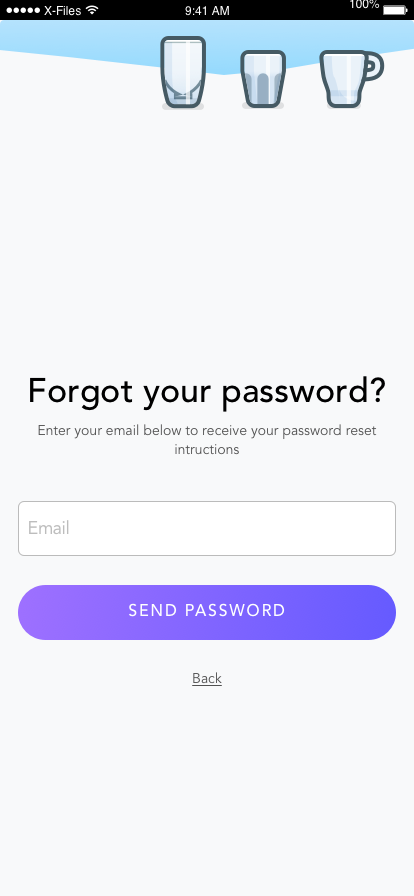 X-Files 9:41 AM 100%
Forgot your password?
Enter your email below to receive your password reset
intructions
Email
SEND PASSWORD
Back